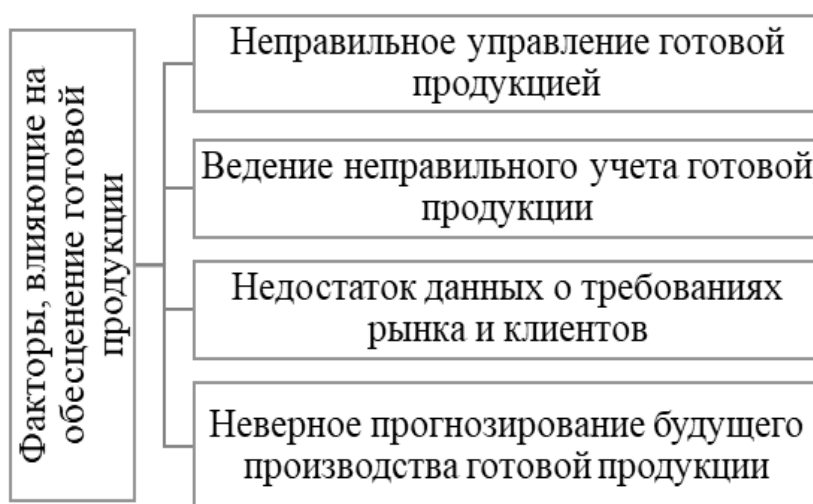 Факторы, влияющие на
обесценение готовой
продукции
Неправильное управление готовой
продукцией
Ведение неправильного учета готовой
продукции
Недостаток данных о требованиях
рынка и клиентов
Неверное прогнозирование будущего
производства готовой продукции